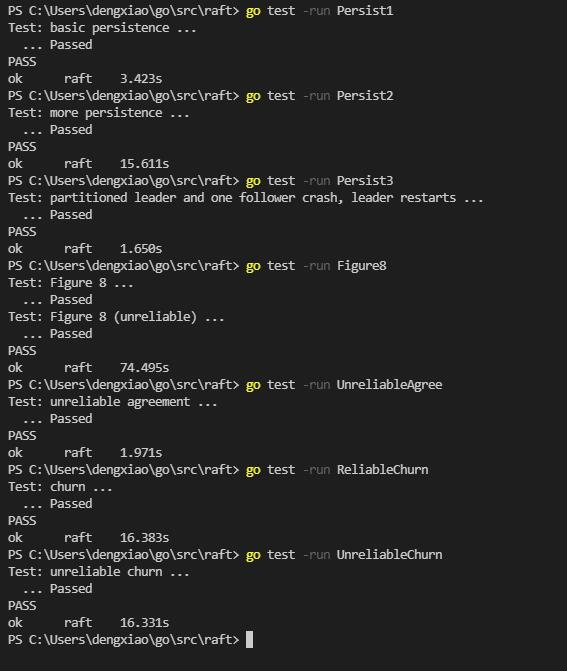 PS C:\Users\dengxiao\go\src\raft> go test -run Persist1
Test: basic persistence ...
  ... Passed
PASS
ok      raft    3.423s
PS C:\Users\dengxiao\go\src\raft> go test -run Persist2
Test: more persistence ...
  ... Passed
PASS
ok      raft    15.611s
PS C:\Users\dengxiao\go\src\raft> go test -run Persist3
Test: partitioned leader and one follower crash, leader restarts ...
  ... Passed
PASS
ok      raft    1.650s
PS C:\Users\dengxiao\go\src\raft> go test -run Figure8
Test: Figure 8 ...
  ... Passed
Test: Figure 8 (unreliable) ...
  ... Passed
PASS
ok      raft    74.495s
PS C:\Users\dengxiao\go\src\raft> go test -run UnreliableAgree
Test: unreliable agreement ...
  ... Passed
PASS
ok      raft    1.971s
PS C:\Users\dengxiao\go\src\raft> go test -run ReliableChurn
Test: churn ...
  ... Passed
PASS
ok      raft    16.383s
PS C:\Users\dengxiao\go\src\raft> go test -run UnreliableChurn
Test: unreliable churn ...
  ... Passed
PASS
ok      raft    16.331s
PS C:\Users\dengxiao\go\src\raft>